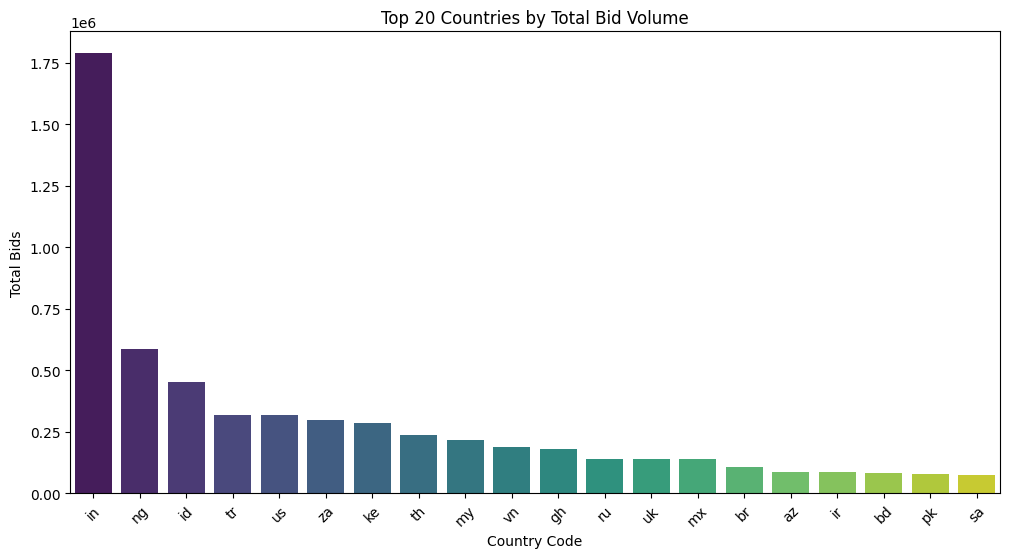 Top 20 Countries by Total Bid Volume
1e6
1.75
1.50
1.25
1.00
0.75
0.50
0.25
0.00
Total Bids
in ng id tr us za ke th my vn gh ru uk mx br az ir bd pk sa
Country Code